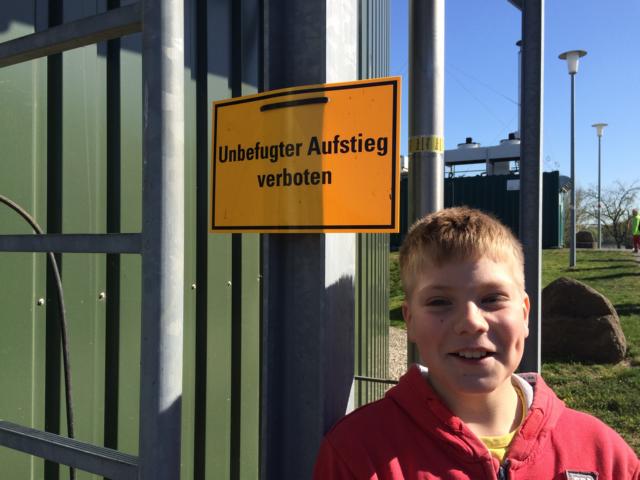 Unbefugter Aufstieg
verboten